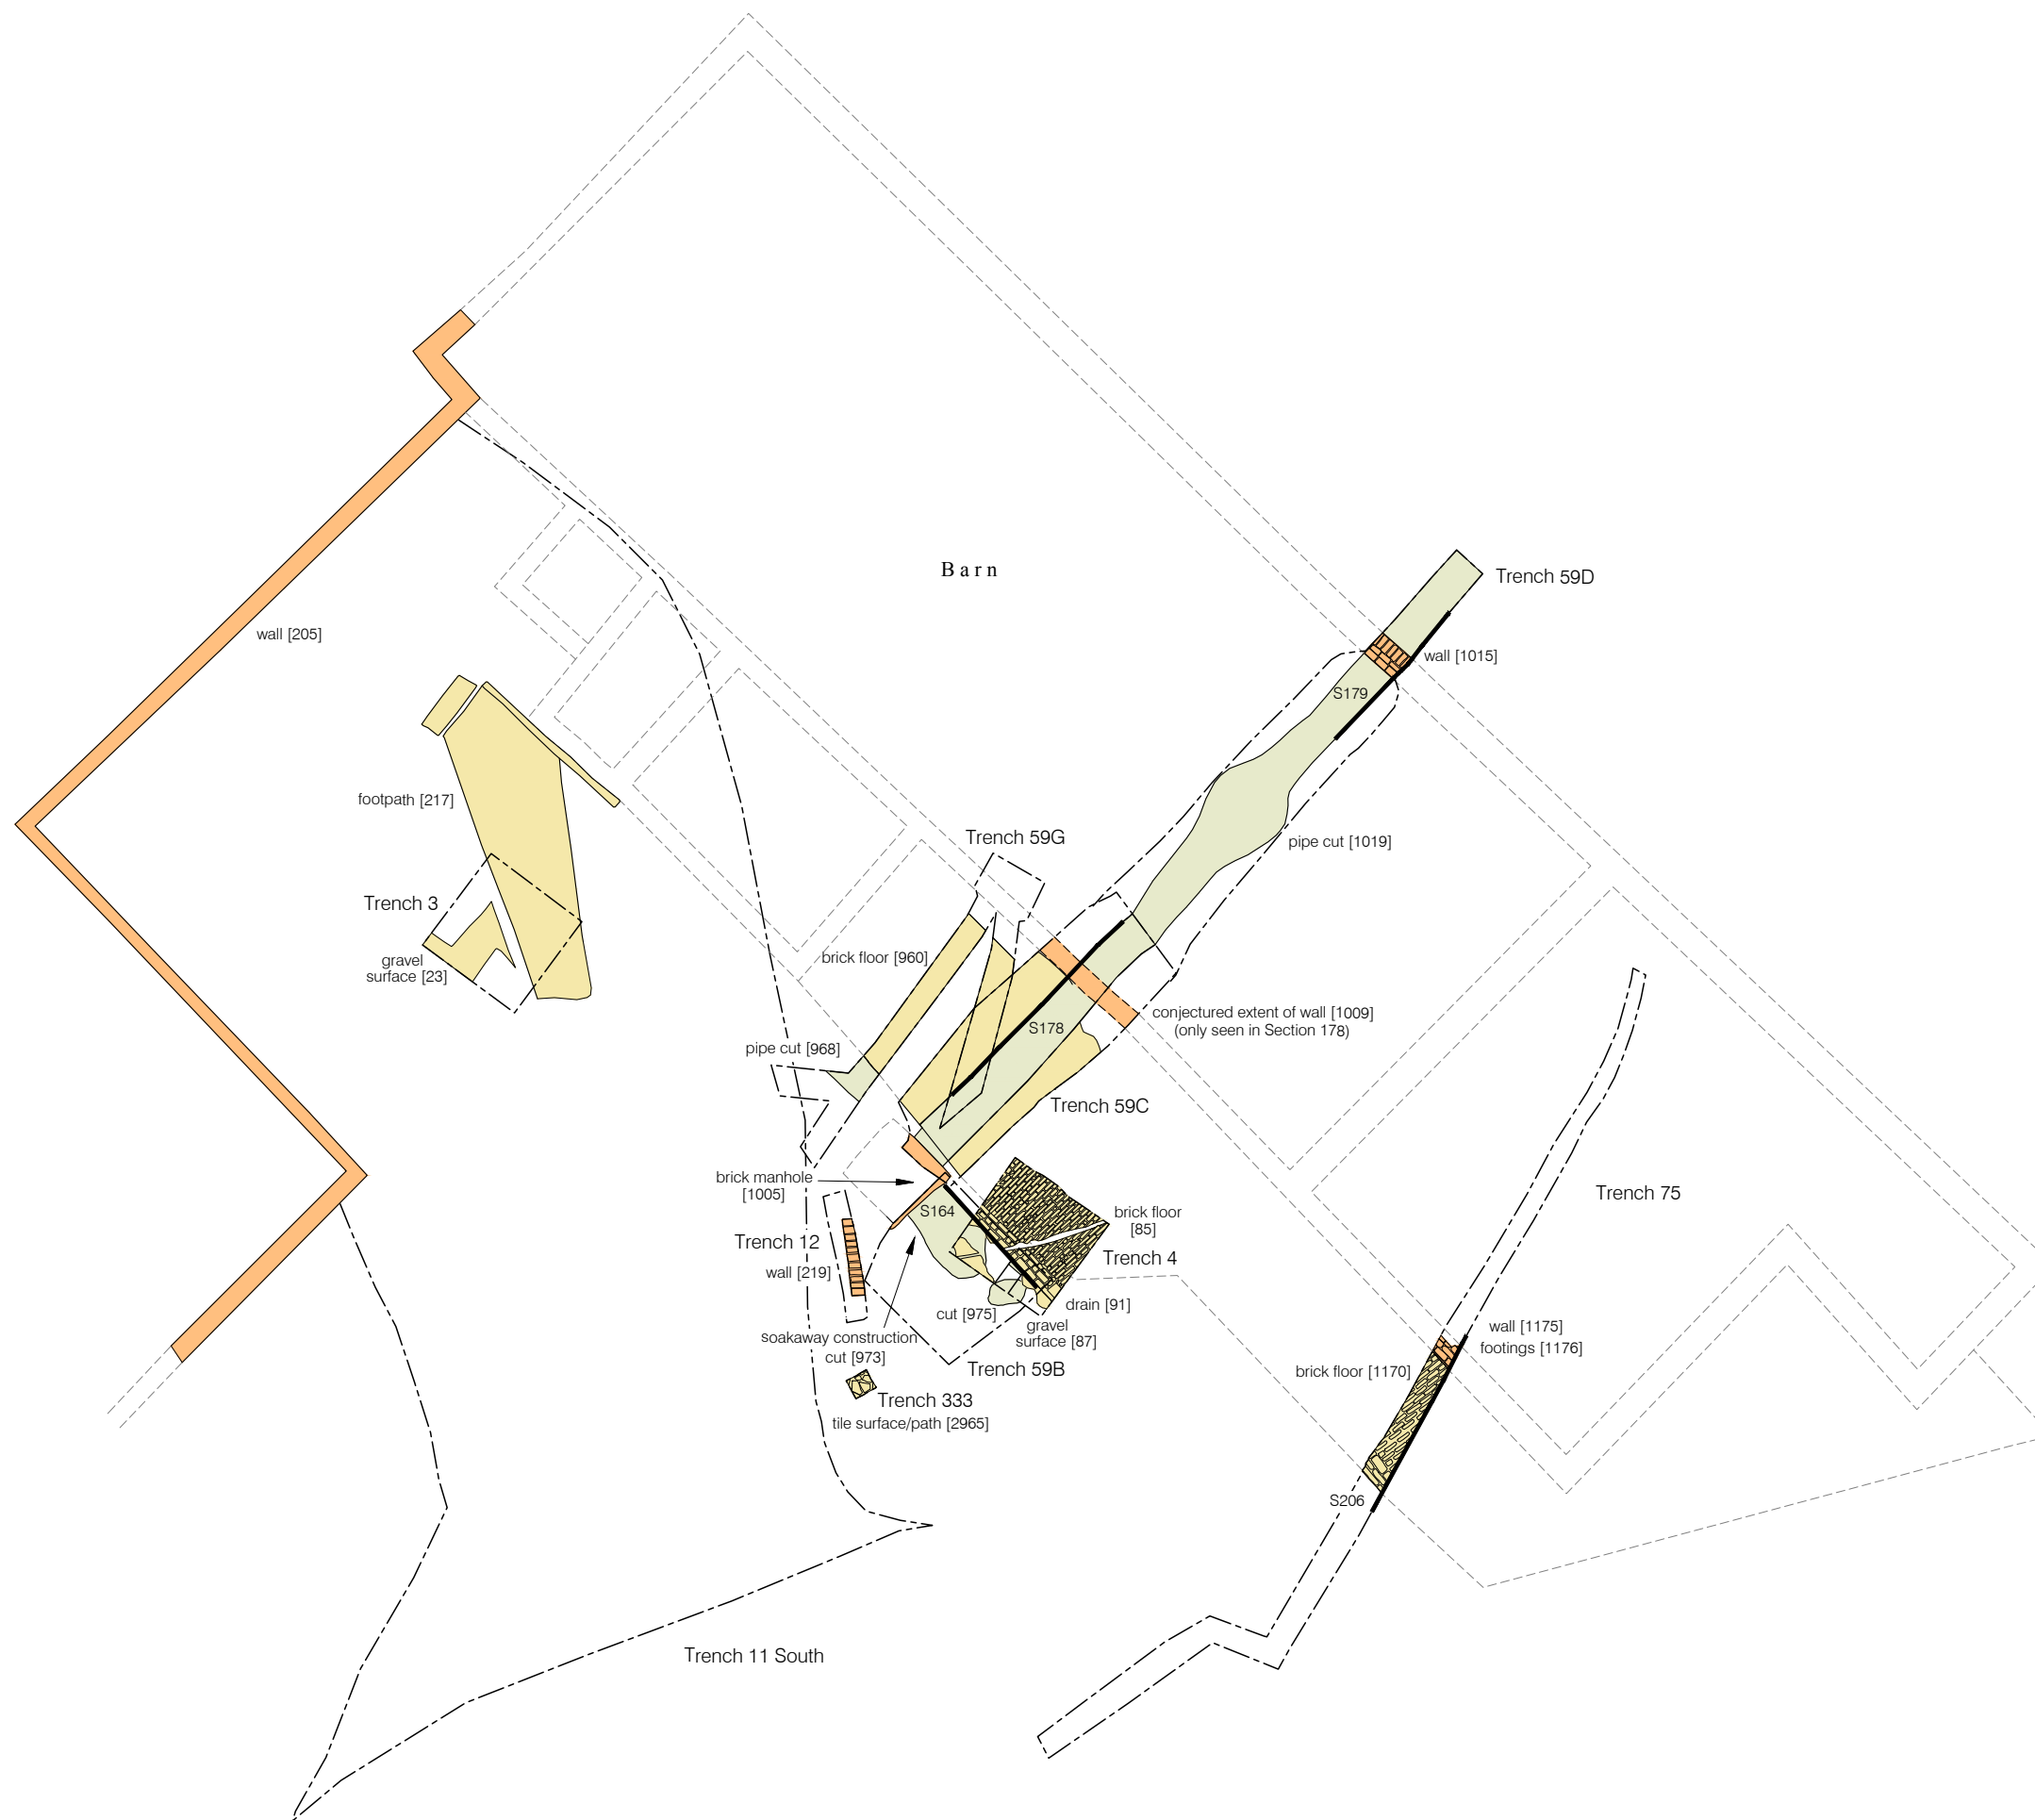 Barn
Trench 59D
wall [205]
wall [1015]
S179
footpath [217]
Trench 59G
pipe cut [1019]
Trench 3
brick floor [960]
gravel
surface [23]
conjectured extent of wall [1009]
(only seen in Section 178)
S178
pipe cut [968]
Trench 59C
brick manhole
[1005]
Trench 75
S164
brick floor
[85]
Trench 12
Trench 4
wall [219]
drain [91]
cut [975]
gravel
surface [87]
soakaway construction
cut [973]
wall [1175]
footings [1176]
Trench 59B
brick floor [1170]
Trench 333
tile surface/path [2965]
S206
Trench 11 South